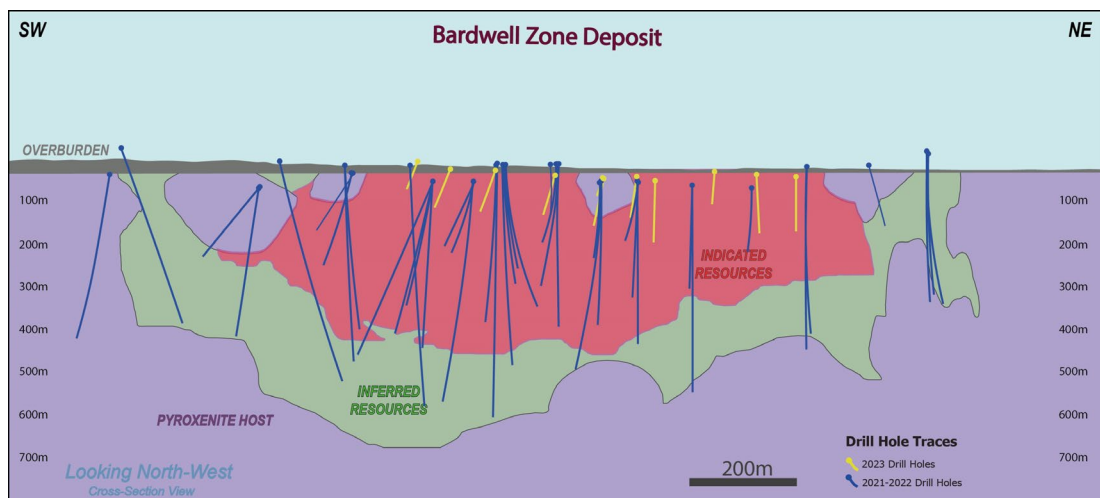 SW
Bardwell Zone Deposit
NE
OVERBURDEN
100m
200m
300m
400m
500m
600m
700m
100m
200m
300m
400m
500m
600m
700m
INDICATED
RESOURCES
INFERRED
RESOURCES
PYROXENITE HOST
Looking North-West
Cross-Section View
200m
Drill Hole Traces
2023 Drill Holes
2021-2022 Drill Holes